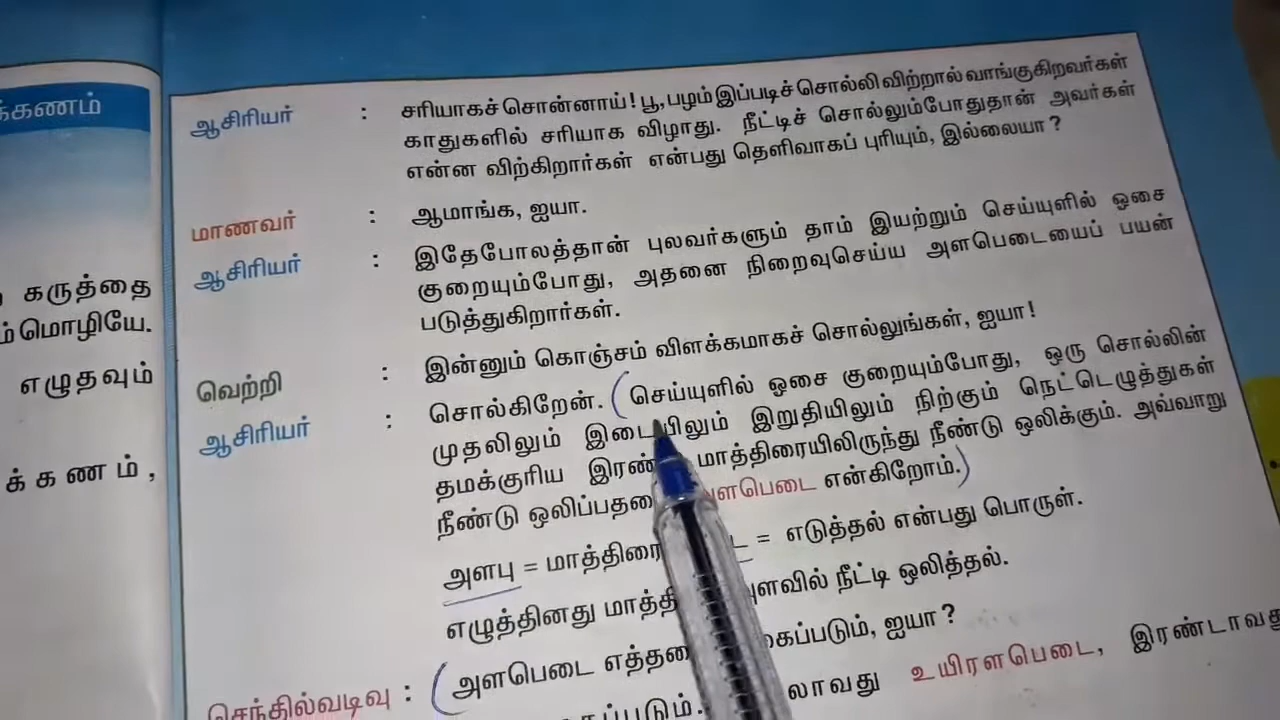 க்கணம்
கருத்தை
ம்மொழியே.
எழுதவும்
க்கணம்,
ஆசிரியர் : சரியாகச் சொன்னாய்! பூ, பழம் இப்படிச் சொல்லி விற்றால் வாங்குகிறவர்கள்
காதுகளில் சரியாக விழாது. நீட்டிச் சொல்லும்போதுதான் அவர்கள்
என்ன விற்கிறார்கள் என்பது தெளிவாகப் புரியும், இல்லையா?
மாணவர் : ஆமாங்க, ஐயா.
ஆசிரியர் : இதேபோலத்தான் புலவர்களும் தாம் இயற்றும் செய்யுளில் ஓசை
குறையும்போது, அதனை நிறைவுசெய்ய அளபெடையைப் பயன்
படுத்துகிறார்கள்.
வெற்றி : இன்னும் கொஞ்சம் விளக்கமாகச் சொல்லுங்கள், ஐயா!
ஆசிரியர் : சொல்கிறேன். (செய்யுளில் ஓசை குறையும்போது, ஒரு சொல்லின்
முதலிலும் இடையிலும் இறுதியிலும் நிற்கும் நெட்டெழுத்துகள்
தமக்குரிய மாத்திரையிலிருந்து நீண்டு ஒலிக்கும். அவ்வாறு
நீண்டு ஒலிப்பதை என்கிறோம்.)
அளபு = மாத்திரை = எடுத்தல் என்பது பொருள்.
எழுத்தினது நீட்டி ஒலித்தல்.
செந்தில்வடிவு : (அளபெடை ஐயா?
உயிரளபெடை, இரண்டாவது